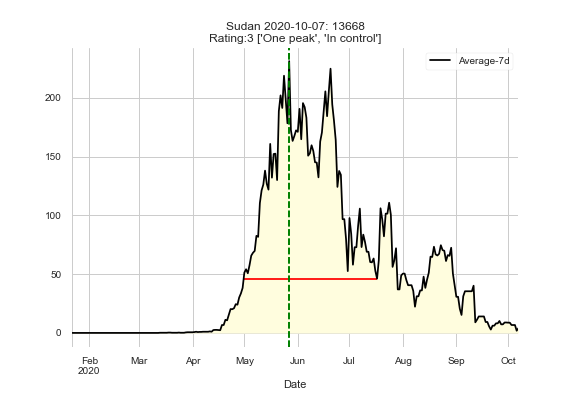 Sudan 2020-10-07: 13668
Rating:3 ['One peak', 'In control']
Average-7d
200
150
100
50
0
Feb Mar Apr May Jun Jul Aug Sep Oct
2020
Date